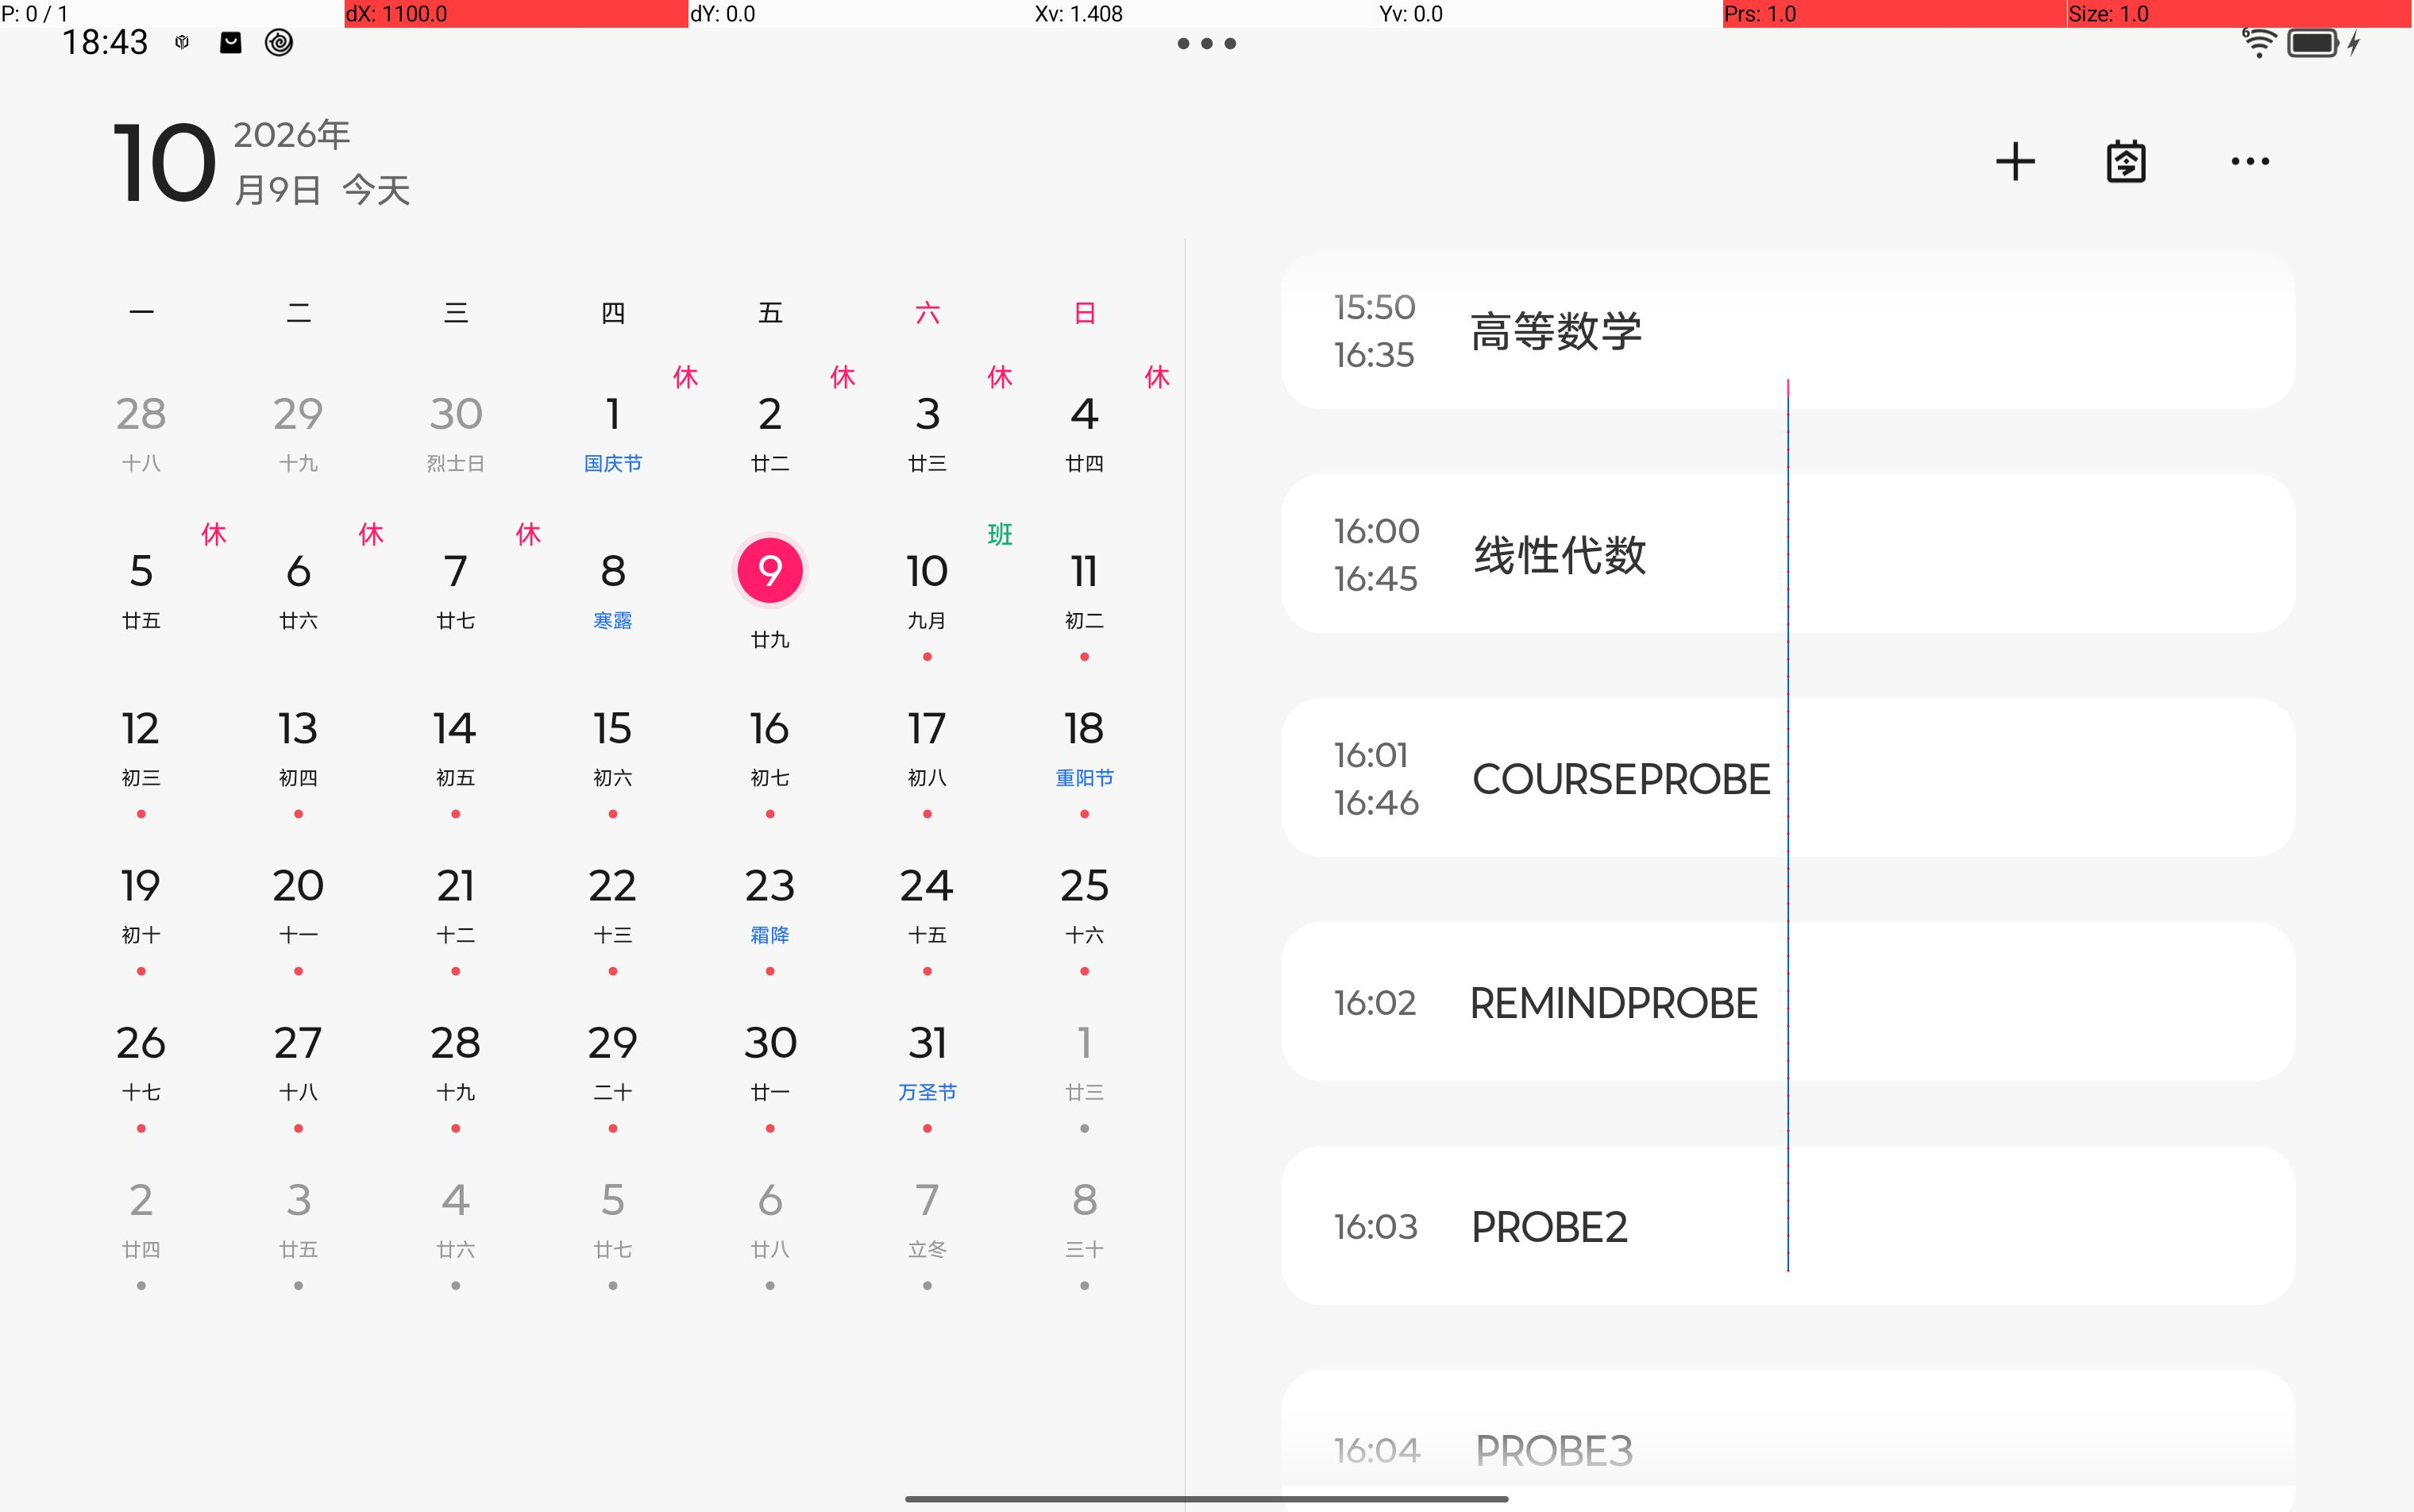 P: 0 / 1 dX: 1100.0 dY: 0.0 Xv: 1.408 Yv: 0.0 Prs: 1.0 Size: 1.0
18:43
10 2026年
月9日 今天
一 二 三 四 五 六 日
休 休 休 休
28 29 30 1 2 3 4
十八 十九 烈士日 国庆节 廿二 廿三 廿四
休 休 休 班
5 6 7 8 9 10 11
廿五 廿六 廿七 寒露 廿九 九月 初二
12 13 14 15 16 17 18
初三 初四 初五 初六 初七 初八 重阳节
19 20 21 22 23 24 25
初十 十一 十二 十三 霜降 十五 十六
26 27 28 29 30 31 1
十七 十八 十九 二十 廿一 万圣节 廿三
2 3 4 5 6 7 8
廿四 廿五 廿六 廿七 廿八 立冬 三十
15:50
16:35
高等数学
16:00
16:45
线性代数
16:01
16:46
COURSEPROBE
16:02 REMINDPROBE
16:03 PROBE2
16:04 PROBE3